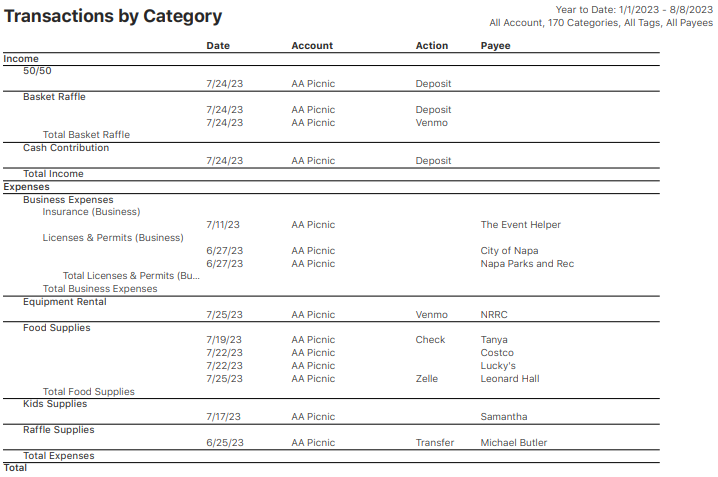 Transactions by Category
Year to Date: 1/1/2023 - 8/8/2023
All Account, 170 Categories, All Tags, All Payees
Date Account Action Payee
Income
50/50
7/24/23 AA Picnic Deposit
Basket Raffle
7/24/23 AA Picnic Deposit
7/24/23 AA Picnic Venmo
Total Basket Raffle
Cash Contribution
7/24/23 AA Picnic Deposit
Total Income
Expenses
Business Expenses
Insurance (Business)
7/11/23 AA Picnic The Event Helper
Licenses & Permits (Business)
6/27/23 AA Picnic City of Napa
6/27/23 AA Picnic Napa Parks and Rec
Total Licenses & Permits (Bu...
Total Business Expenses
Equipment Rental
7/25/23 AA Picnic Venmo NRRC
Food Supplies
7/19/23 AA Picnic Check Tanya
7/22/23 AA Picnic Costco
7/22/23 AA Picnic Lucky's
7/25/23 AA Picnic Zelle Leonard Hall
Total Food Supplies
Kids Supplies
7/17/23 AA Picnic Samantha
Raffle Supplies
6/25/23 AA Picnic Transfer Michael Butler
Total Expenses
Total